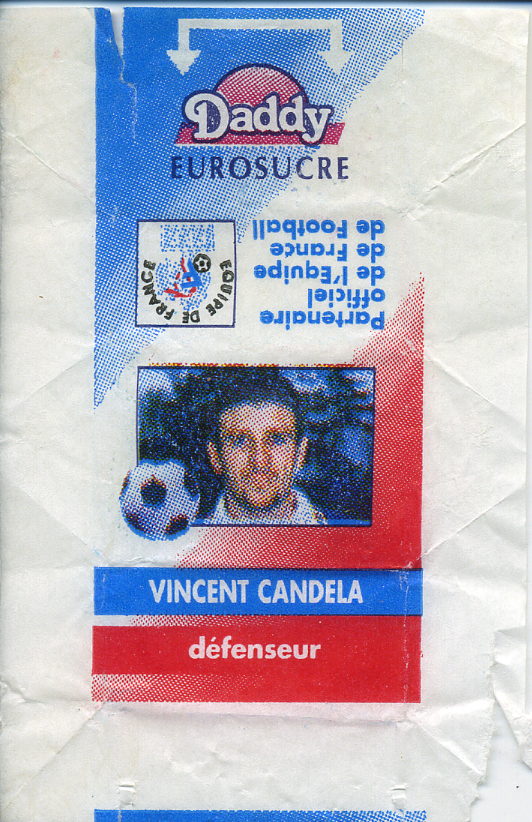 Daddy
EUROSUCRE
Partenaire
officiel
de l'Equipe
de France
de Football
EQUIPE DE FRANCE
VINCENT CANDELA
défenseur